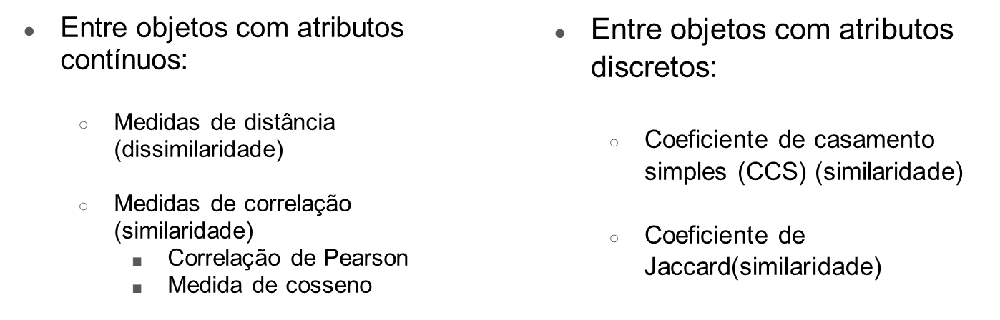 ● Entre objetos com atributos
contínuos:
○ Medidas de distância
(dissimilaridade)
○ Medidas de correlação
(similaridade)
■ Correlação de Pearson
■ Medida de cosseno
● Entre objetos com atributos
discretos:
○ Coeficiente de casamento
simples (CCS) (similaridade)
○ Coeficiente de
Jaccard(similaridade)